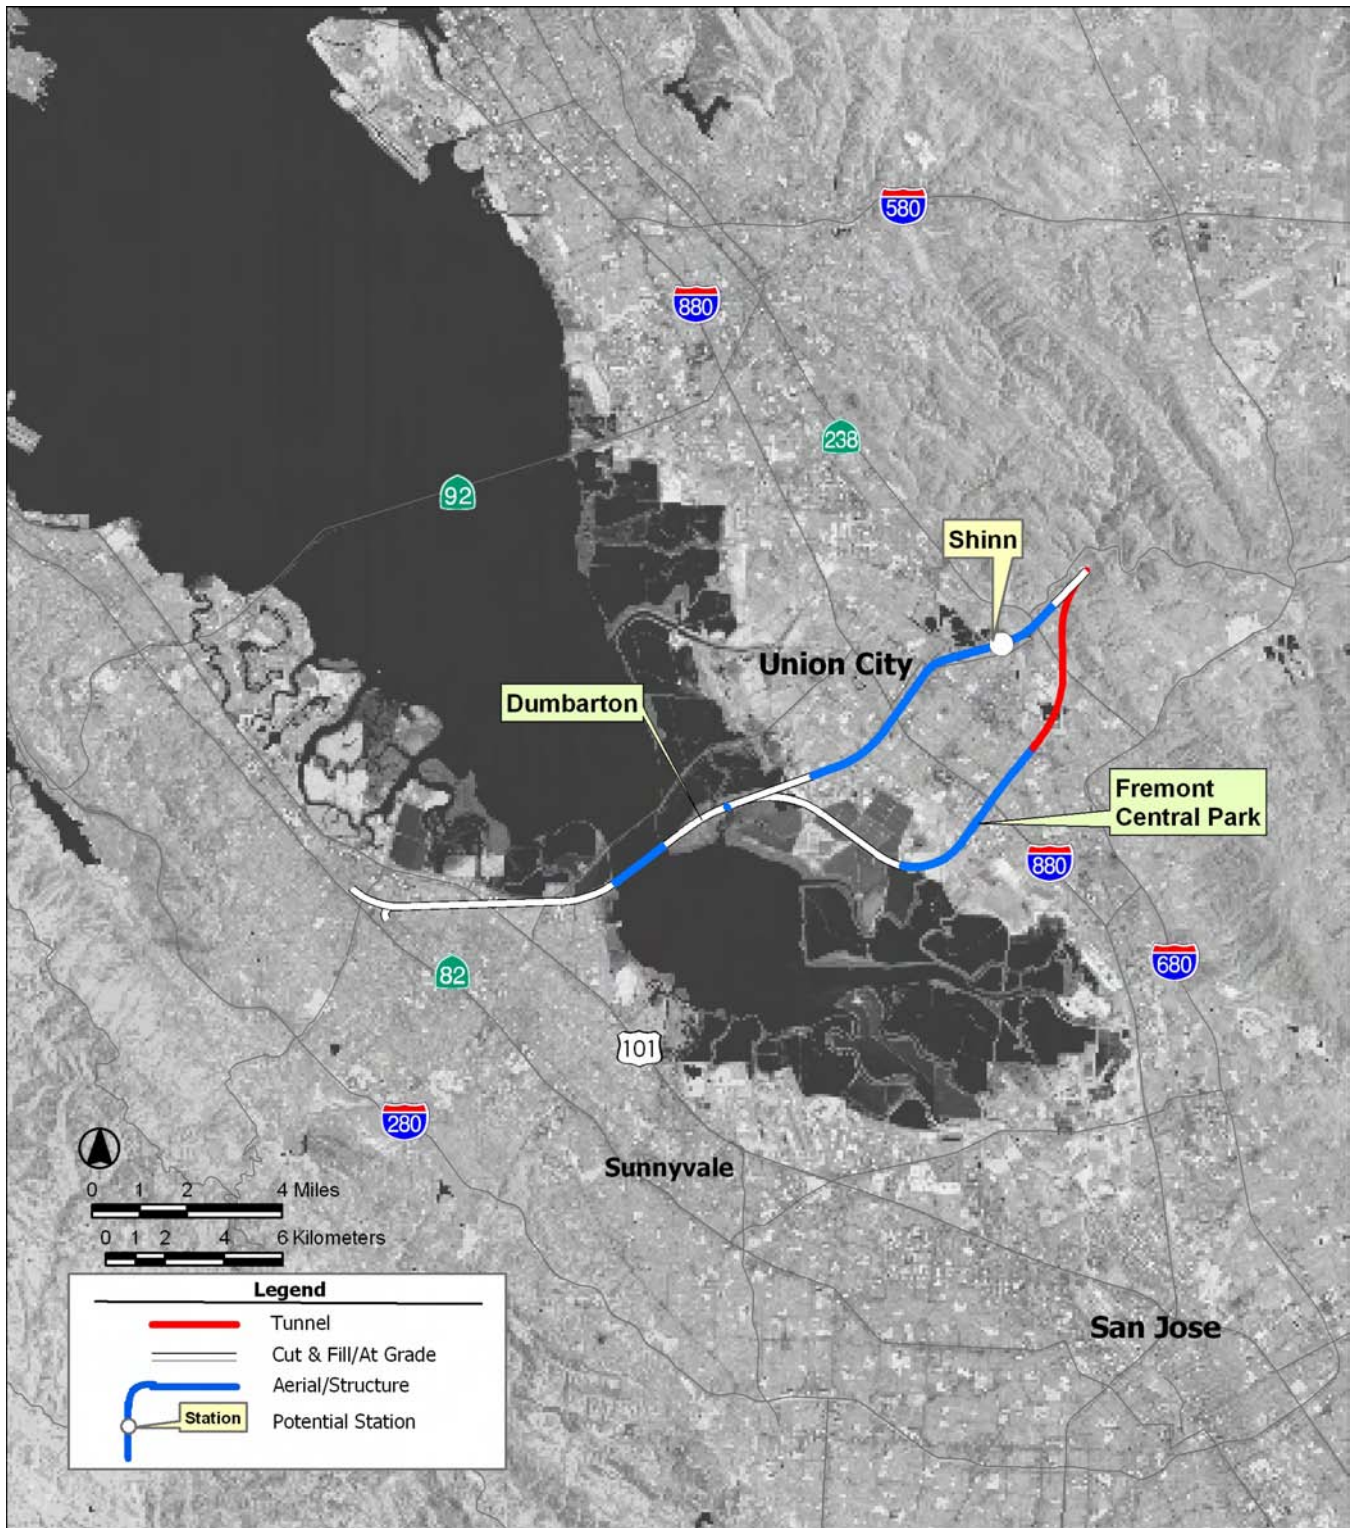 580
880
238
92
Shinn
Union City
Dumbarton
Fremont
Central Park
880
680
82
101
280
Sunnyvale
0 1 2 4 Miles
0 1 2 4 6 Kilometers
San Jose
Legend
Tunnel
Cut & Fill/At Grade
Aerial/Structure
Station
Potential Station